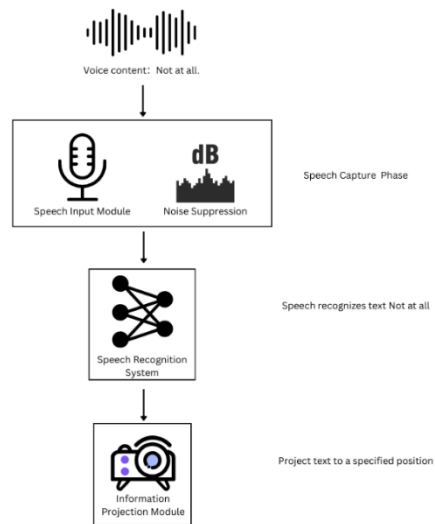 Voice content: Not at all.
dB
Speech Input Module
Noise Suppression
Speech Capture Phase
Speech Recognition
System
Speech recognizes text Not at all
Information
Projection Module
Project text to a specified position